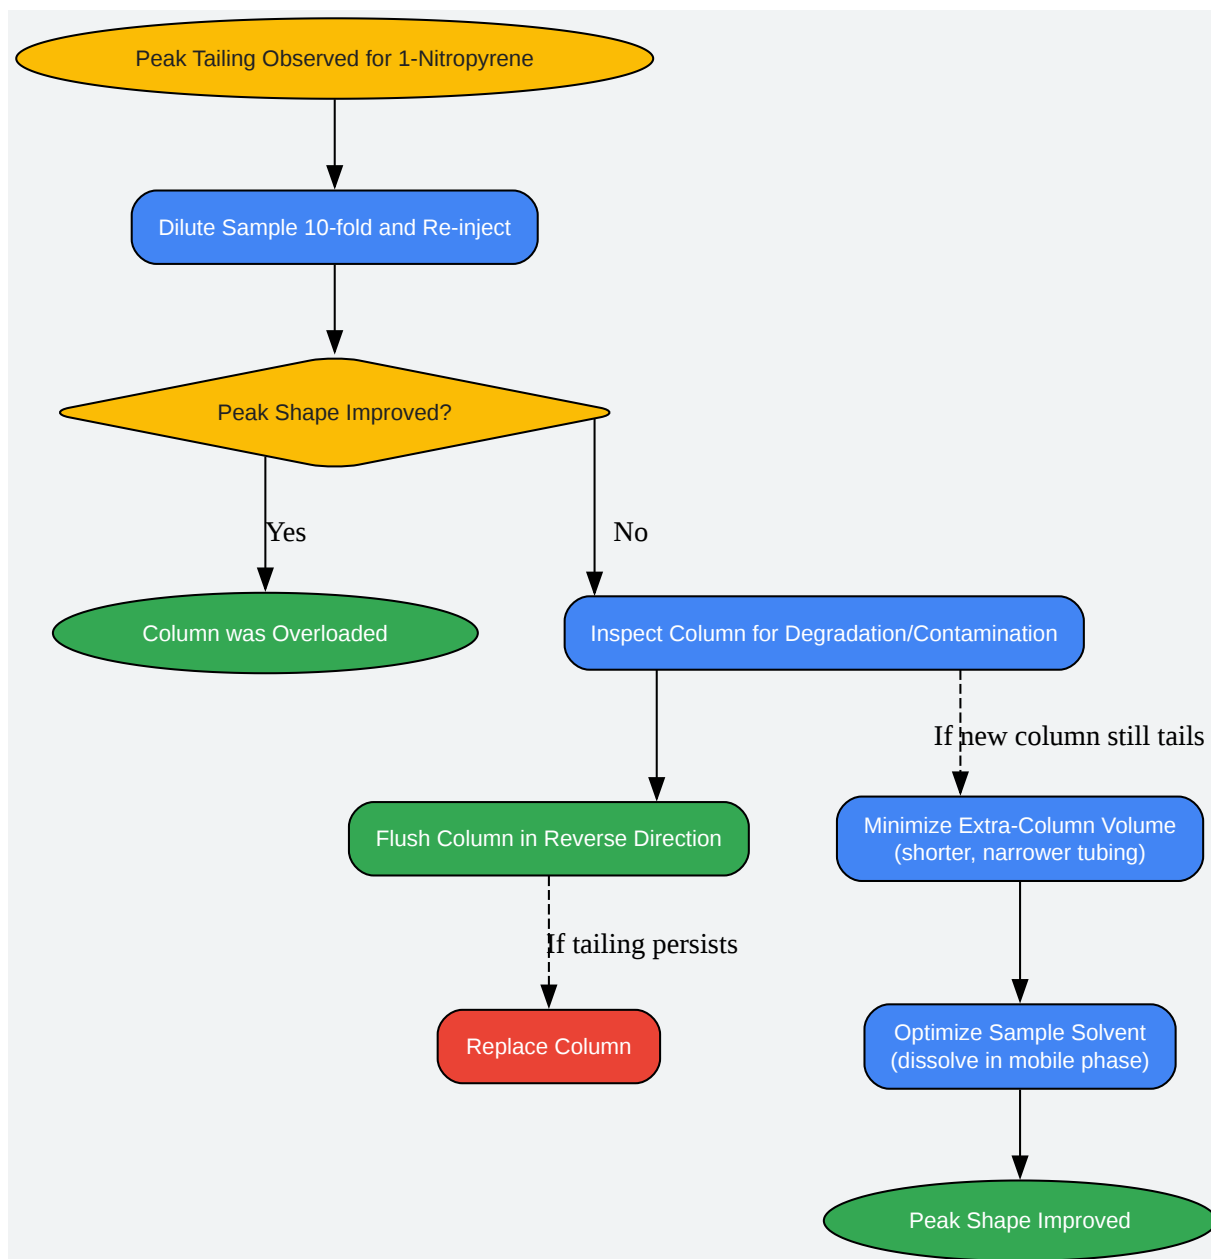 Peak Tailing Observed for 1-Nitropyrene
Dilute Sample 10-fold and Re-inject
Peak Shape Improved?
Yes
No
Column was Overloaded
Inspect Column for Degradation/Contamination
If new column still tails
Flush Column in Reverse Direction
Minimize Extra-Column Volume
(shorter, narrower tubing)
If tailing persists
Replace Column
Optimize Sample Solvent
(dissolve in mobile phase)
Peak Shape Improved